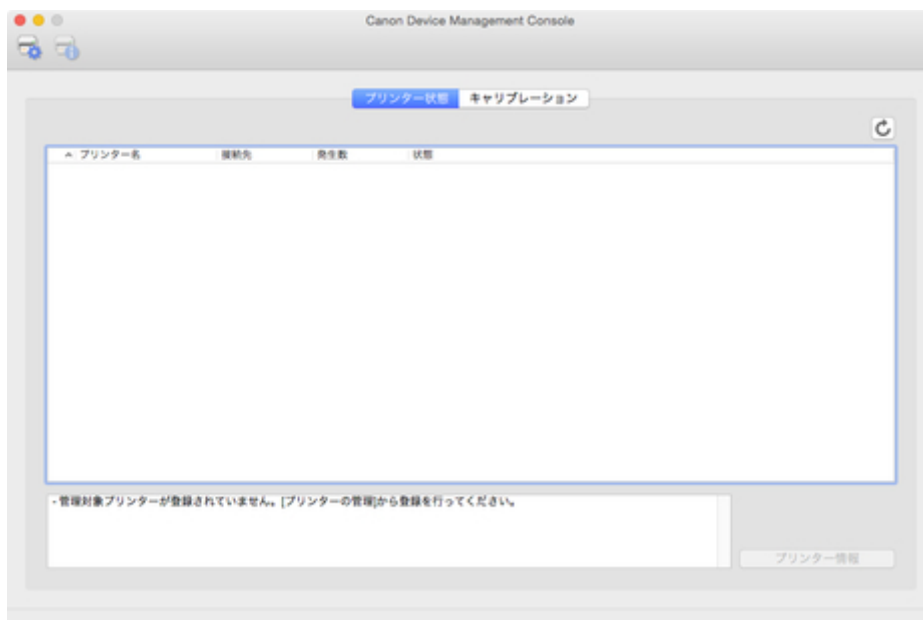 Canon Device Management Console
プリンター状態 キャリブレーション
プリンター名 接続先 発生数 状態
- 管理対象プリンターが登録されていません。[プリンターの管理]から登録を行ってください。
プリンター情報